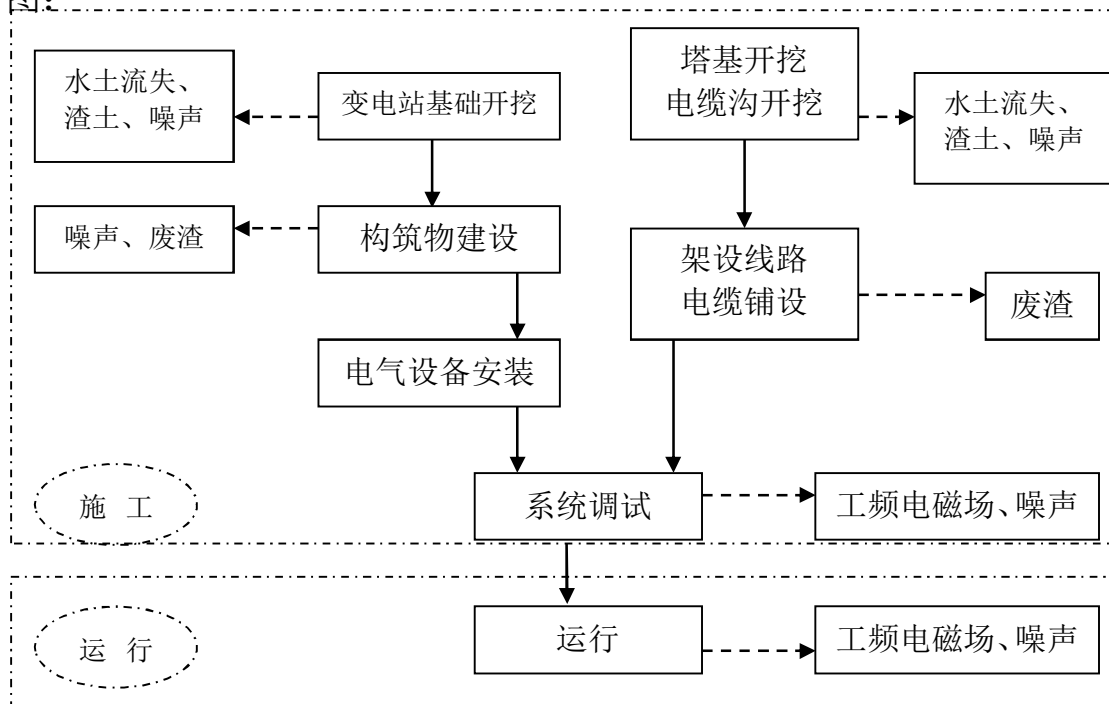 图：
水土流失、
渣土、噪声
变电站基础开挖
塔基开挖
电缆沟开挖
水土流失、
渣土、噪声
噪声、废渣
构筑物建设
架设线路
电缆铺设
废渣
电气设备安装
施 工
系统调试
工频电磁场、噪声
运 行
运行
工频电磁场、噪声